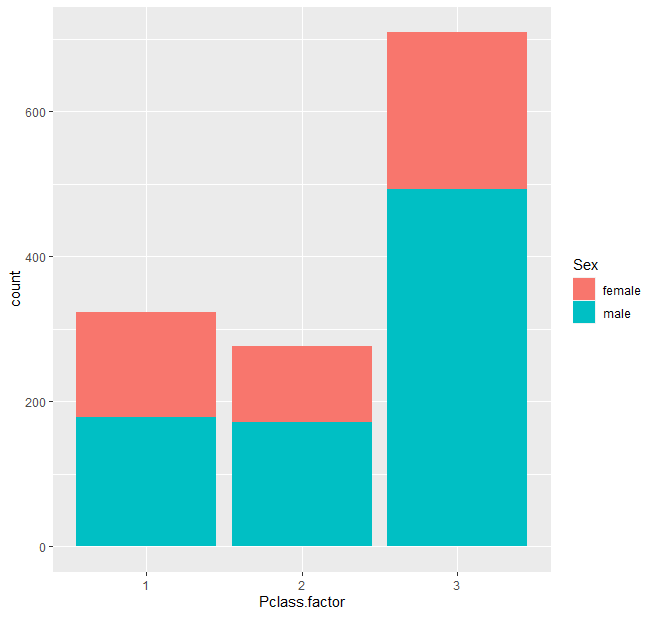 600
400
200
0
count
1 2 3
Pclass.factor
Sex
female
male